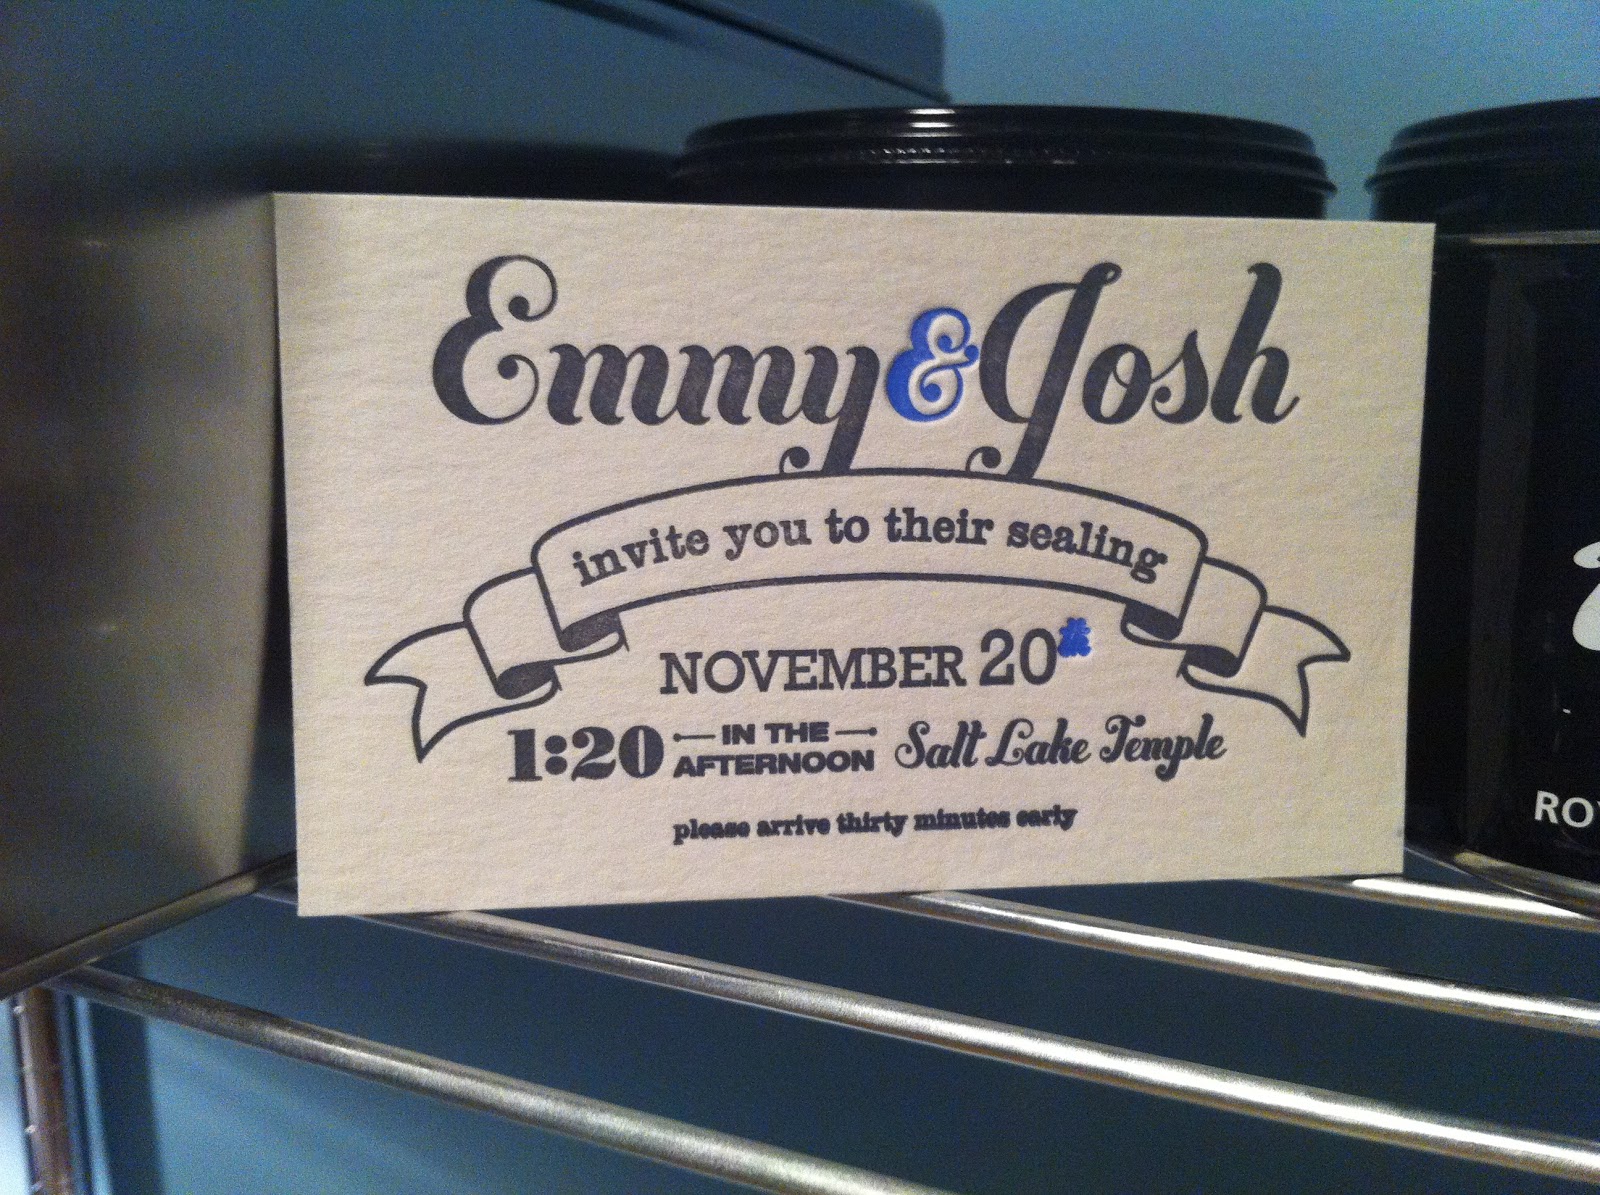 Emmy & Josh
invite you to their sealing
NOVEMBER 20
1:20 IN THE AFTERNOON Salt Lake Temple
please arrive thirty minutes early
RO